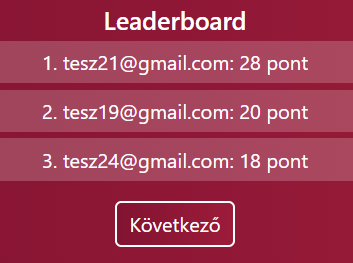 Leaderboard
1. tesz21@gmail.com: 28 pont
2. tesz19@gmail.com: 20 pont
3. tesz24@gmail.com: 18 pont
Következő